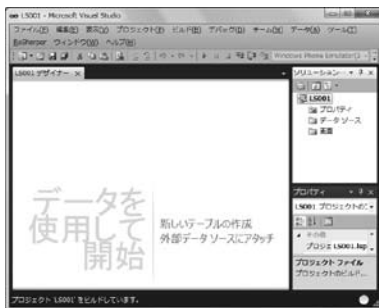 LS001 - Microsoft Visual Studio
ファイル(F) 編集(E) 表示(V) プロジェクト(P) ビルド(B) デバッグ(D) チーム(M) データ(A) ツール(T)
ReSharper ウィンドウ(W) ヘルプ(H)
Windows Phone Emulator
LS001 デザイナー
ソリューション
LS001
プロパティ
データ ソース
画面
データを
使用して
開始
新しいテーブルの作成
外部データ ソースにアタッチ
プロパティ
LS001 プロジェクトの
その他
プロジェ LS001.lsp
プロジェクト ファイル
プロジェクトのビルド...
プロジェクト 'LS001' をビルドしています。